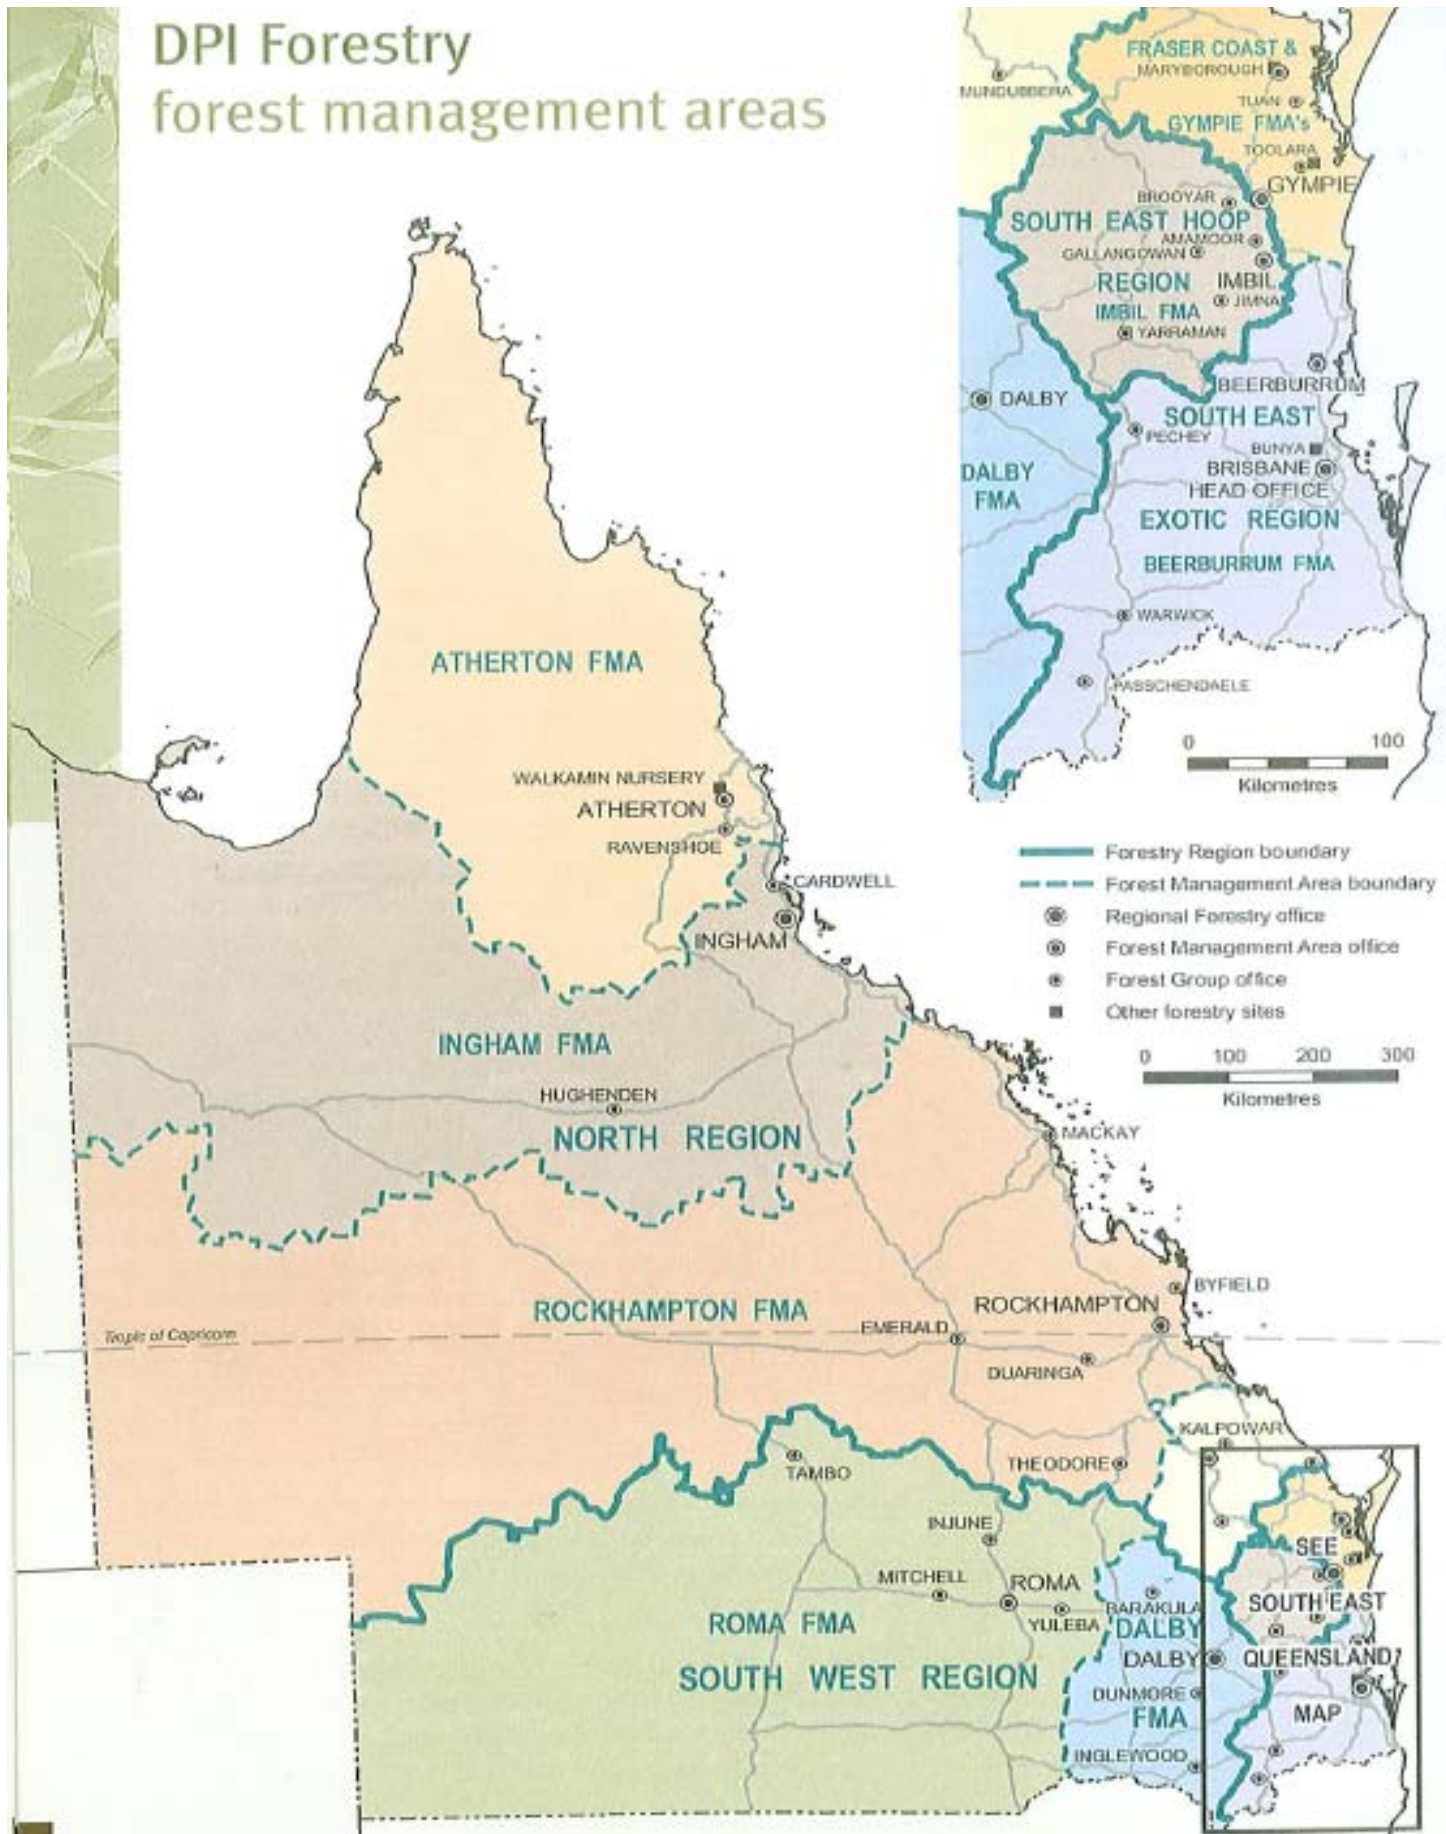 DPI Forestry
forest management areas
FRASER COAST &
MARYBOROUGH
MUNDUBBERA
TUAN
GYMPIE FMA's
TOOLARA
GYMPIE
BROOYAR
SOUTH EAST HOOP
AMAMOOR
GALLANGOWAN
REGION
IMBIL
JIMNA
IMBIL FMA
YARRAMAN
BEERBURRUM
DALBY
SOUTH EAST
PECHEY
BUNYA
BRISBANE
HEAD OFFICE
DALBY
FMA
EXOTIC REGION
BEERBURRUM FMA
WARWICK
PASSCHENDAELE
0 100
Kilometres
ATHERTON FMA
WALKAMIN NURSERY
ATHERTON
RAVENSHOE
CARDWELL
INGHAM
Forestry Region boundary
Forest Management Area boundary
Regional Forestry office
Forest Management Area office
Forest Group office
Other forestry sites
0 100 200 300
Kilometres
INGHAM FMA
HUGHENDEN
NORTH REGION
MACKAY
BYFIELD
ROCKHAMPTON FMA
ROCKHAMPTON
EMERALD
Tropic of Capricorn
DUARINGA
KALPOWAR
THEODORE
TAMBO
INJUNE
MITCHELL
ROMA
YULEBA
BARAKULA
ROMA FMA
SOUTH WEST REGION
DALBY
DALBY
DUNMORE
FMA
INGLEWOOD
SEE
SOUTH EAST
QUEENSLAND
MAP